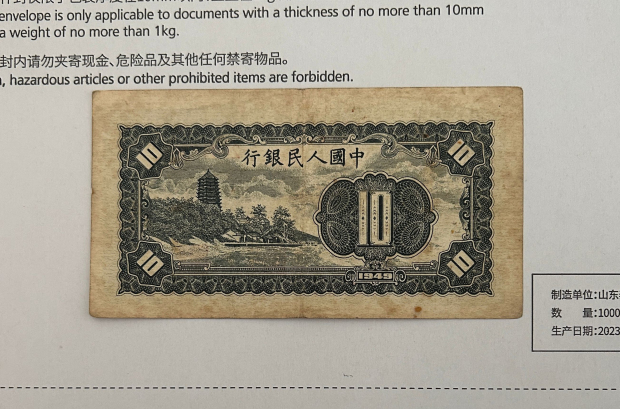 envelope is only applicable to documents with a thickness of no more than 10mm
a weight of no more than 1kg.
封内请勿夹寄现金、危险品及其他任何禁寄物品。
, hazardous articles or other prohibited items are forbidden.
行銀民人國中
10
10
10
10
10
1949
制造单位:山东
数 量:1000
生产日期:2023